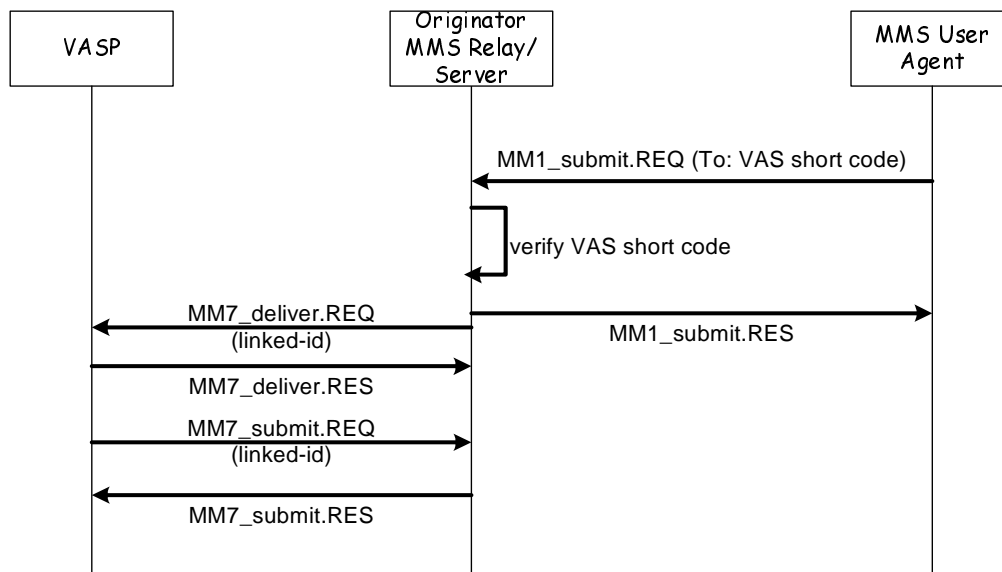 VASP
Originator
MMS Relay/
Server
MMS User
Agent
MM1_submit.REQ (To: VAS short code)
verify VAS short code
MM7_deliver.REQ
(linked-id)
MM1_submit.RES
MM7_deliver.RES
MM7_submit.REQ
(linked-id)
MM7_submit.RES